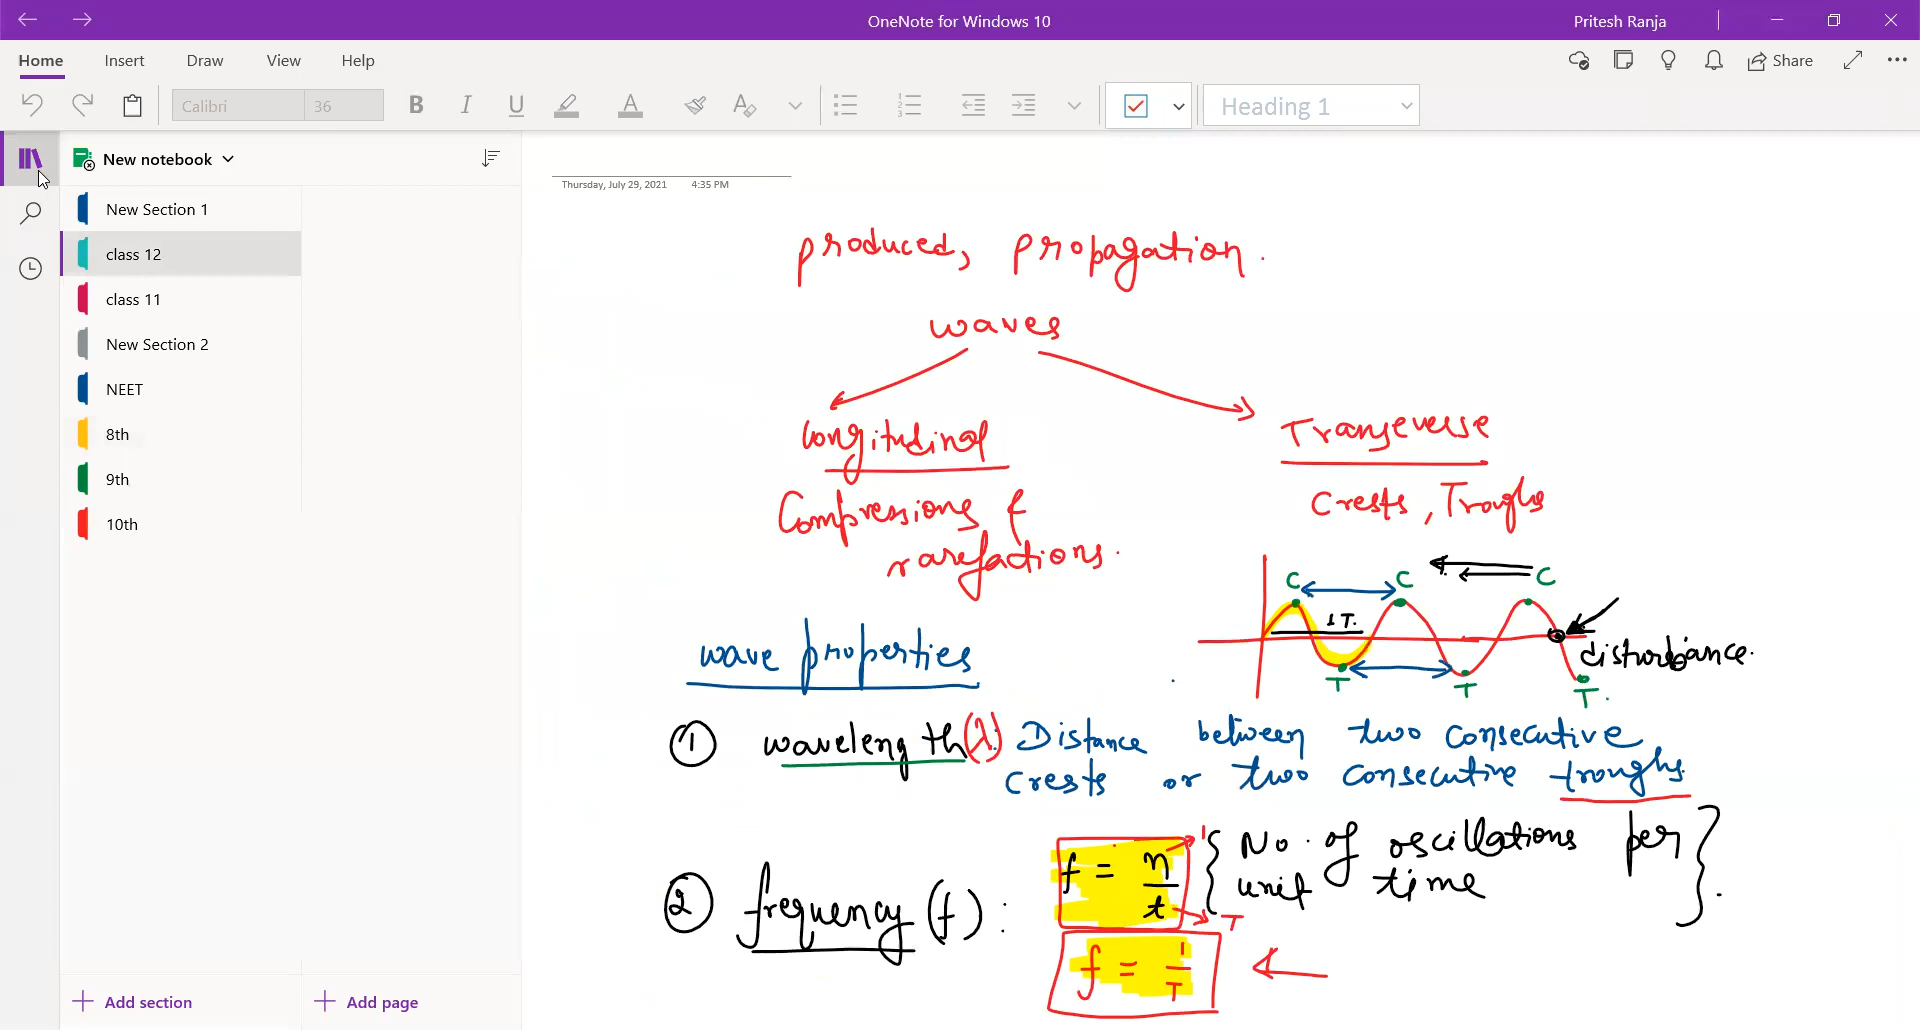 OneNote for Windows 10
Pritesh Ranja
Home Insert Draw View Help
Share
Calibri 36 B I U A Heading 1
New notebook
New Section 1
class 12
class 11
New Section 2
NEET
8th
9th
10th
Add section Add page
Thursday, July 29, 2021 4:35 PM
produced, propagation.
waves
Longitudinal Transeverse
Compressions & Crests, Troughs
rarefactions.
C C C
1 T.
disturbance.
T T T
wave properties
① wavelength (λ): Distance between two consecutive
crests or two consecutive troughs.
② frequency (f): f = n/t 1 T { No. of oscillations per
unit time }.
f = 1/T